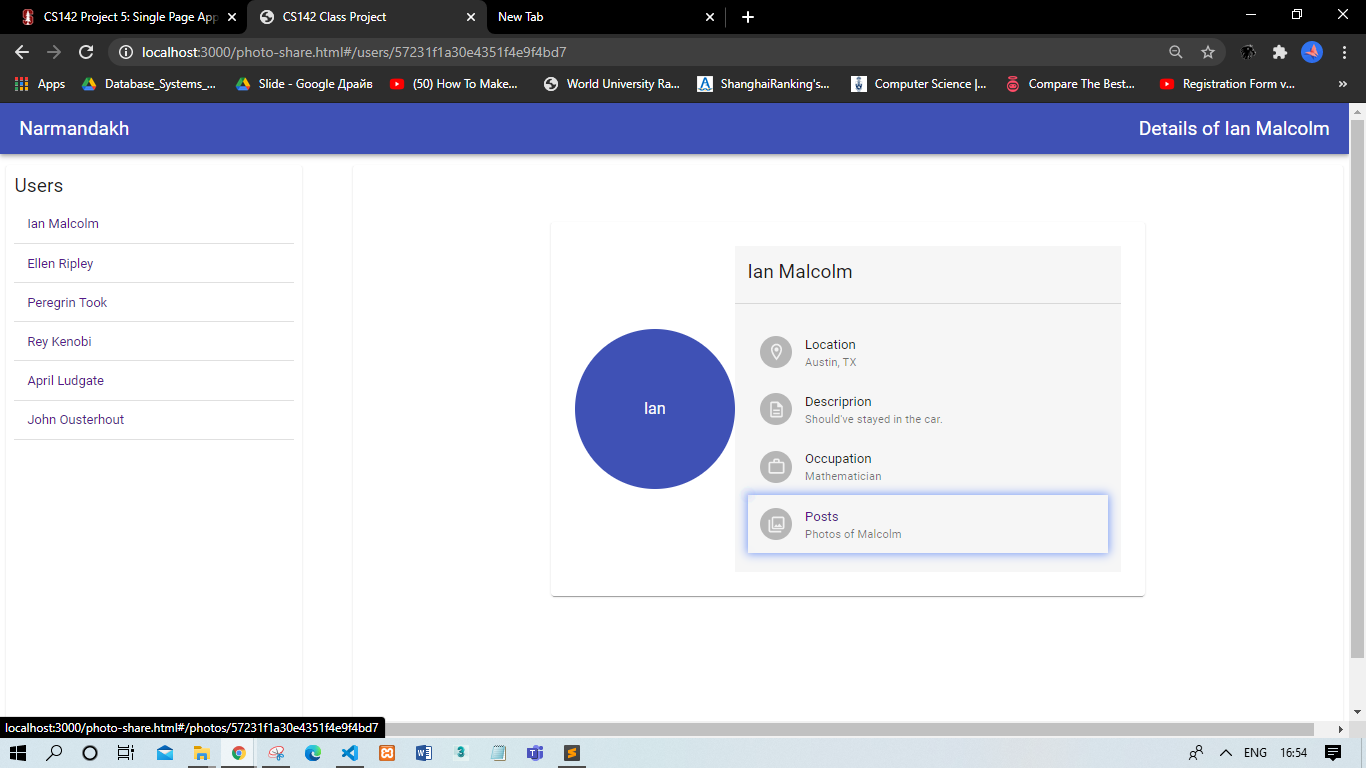 CS142 Project 5: Single Page App
CS142 Class Project
New Tab
localhost:3000/photo-share.html#/users/57231f1a30e4351f4e9f4bd7
Apps
Database_Systems_...
Slide - Google Драйв
(50) How To Make...
World University Ra...
ShanghaiRanking's...
Computer Science |...
Compare The Best...
Registration Form v...
»
Narmandakh
Details of Ian Malcolm
Users
Ian Malcolm
Ellen Ripley
Peregrin Took
Rey Kenobi
April Ludgate
John Ousterhout
Ian
Ian Malcolm
Location
Austin, TX
Descriprion
Should've stayed in the car.
Occupation
Mathematician
Posts
Photos of Malcolm
localhost:3000/photo-share.html#/photos/57231f1a30e4351f4e9f4bd7
ENG
16:54